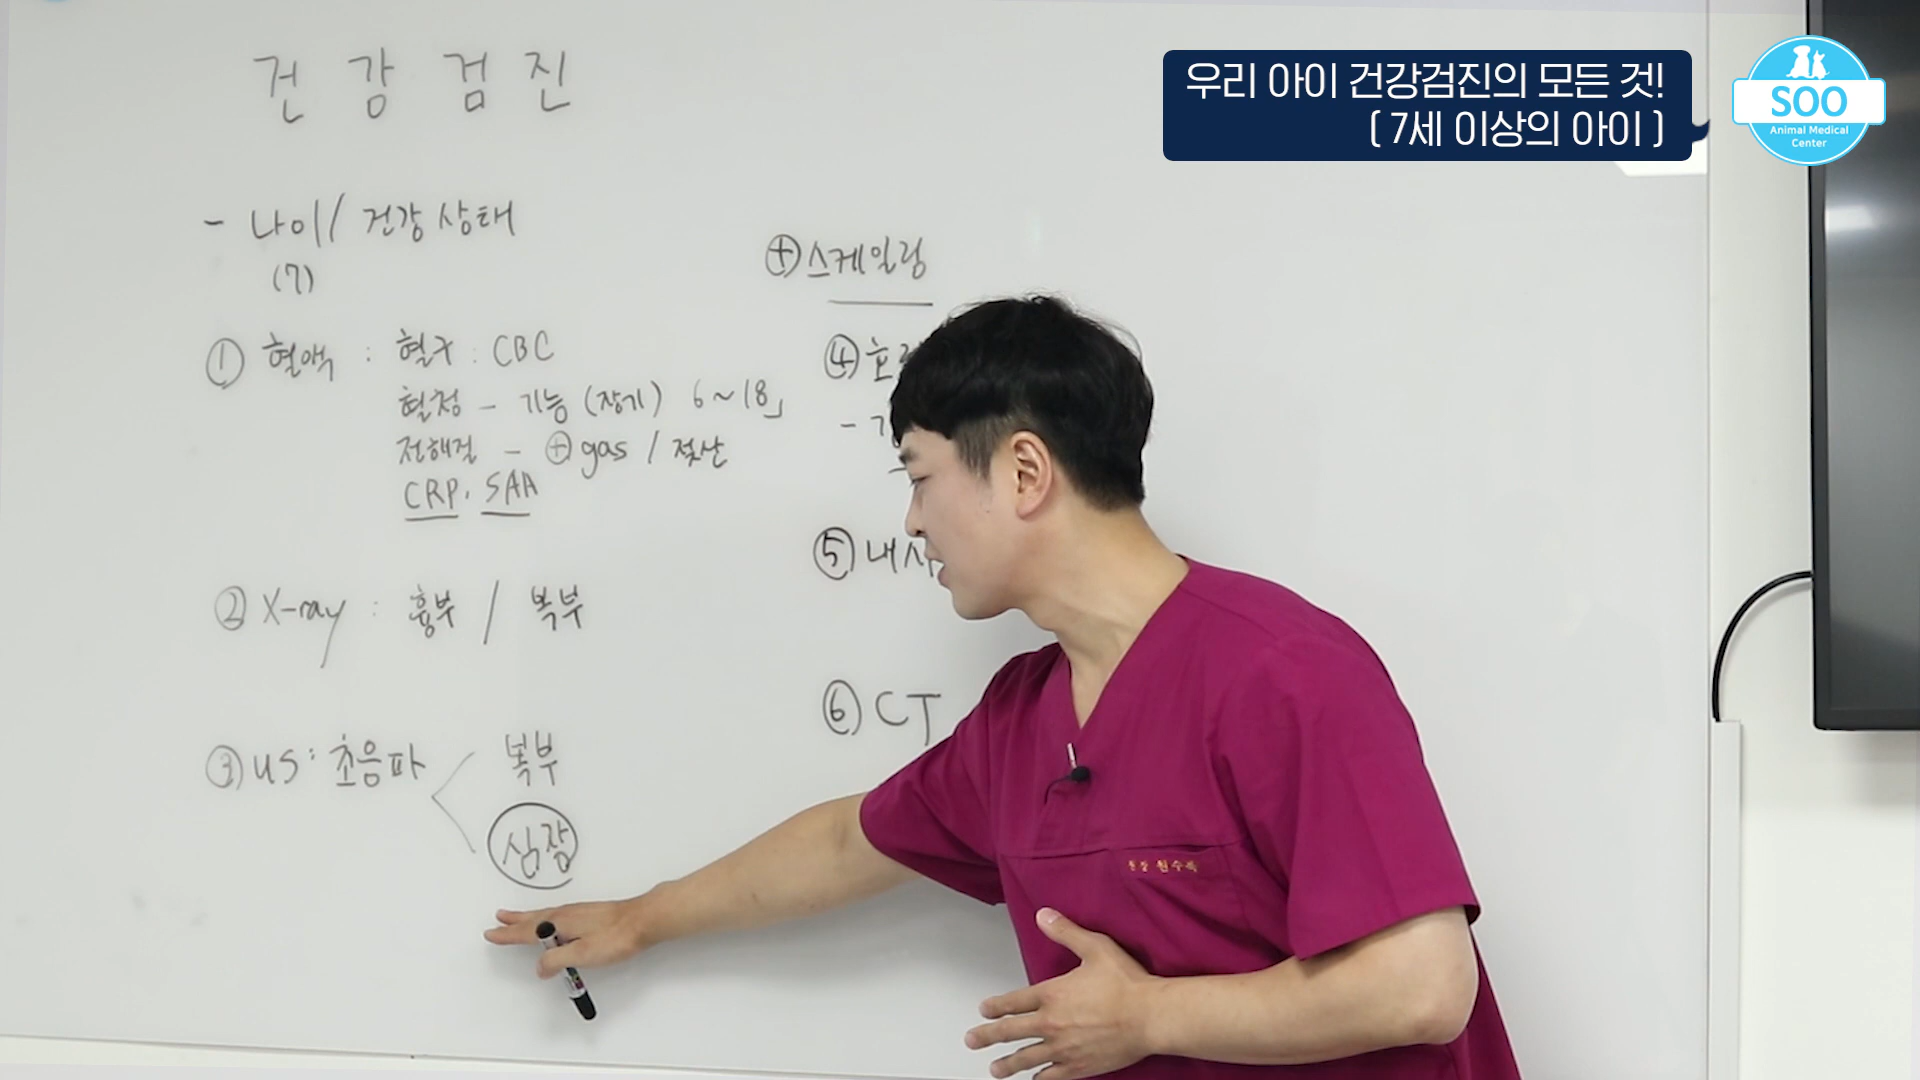 건강검진
- 나이 / 건강상태
(7)
① 혈액 : 혈구 : CBC
혈청 - 기능 (장기) 6~18」
전해질 - ⊕ gas / 젖산
CRP. SAA
② X-ray : 흉부 / 복부
③ US : 초음파
복부
심장
⊕ 스케일링
④ 호
-
⑤ 내시
⑥ CT
우리 아이 건강검진의 모든 것!
( 7세 이상의 아이 )
SOO
Animal Medical
Center